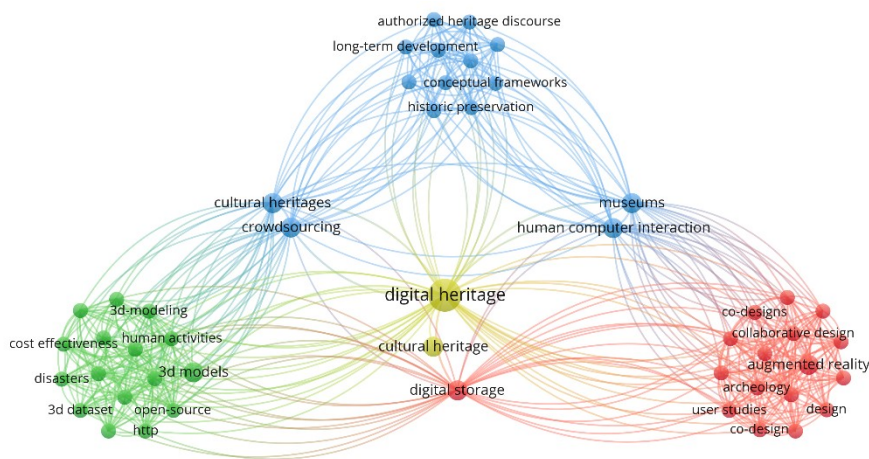 authorized heritage discourse
long-term development
conceptual frameworks
historic preservation
cultural heritages
museums
crowdsourcing
human computer interaction
digital heritage
3d-modeling
co-designs
collaborative design
human activities
cost effectiveness
cultural heritage
augmented reality
3d models
disasters
archeology
digital storage
3d dataset
open-source
user studies
design
http
co-design